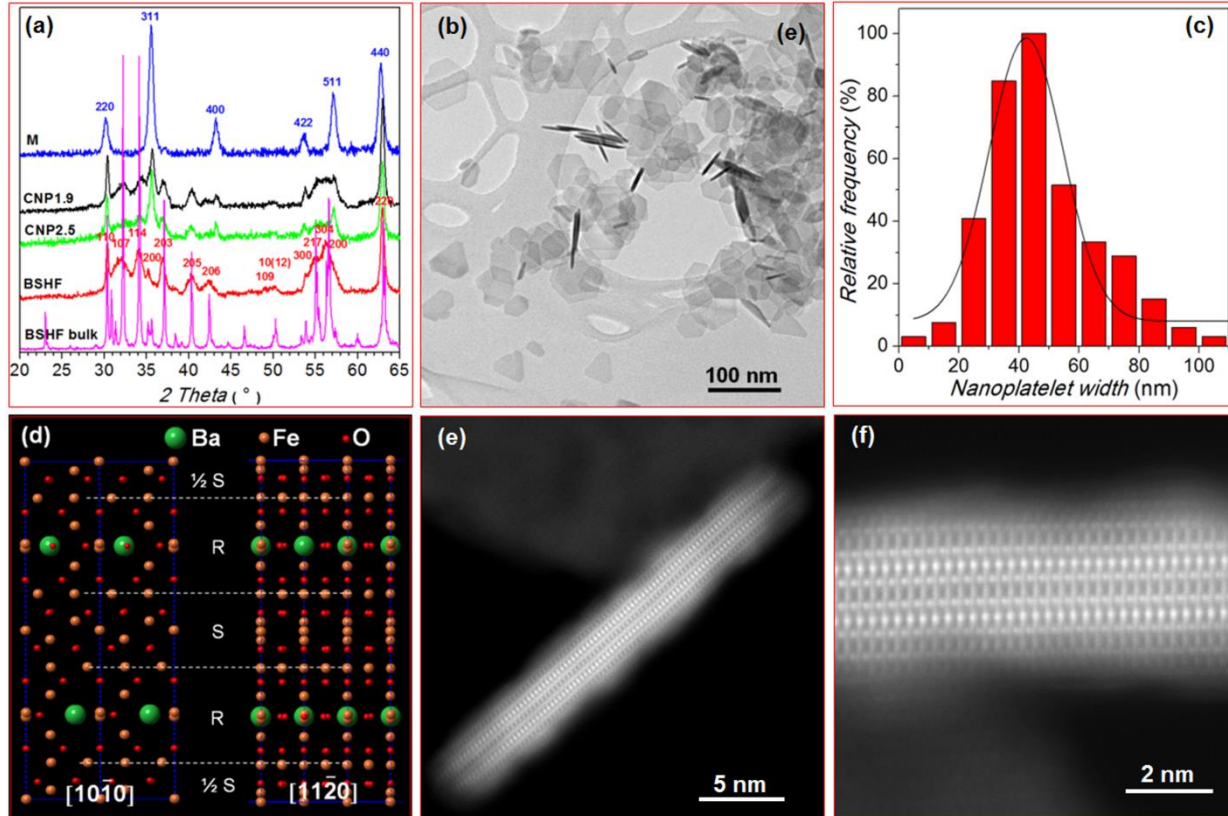 (a)
311
440
511
220
400
422
M
CNP1.9
CNP2.5
BSHF
BSHF bulk
110
107
114
200
203
205
206
10(12)
109
300
217
304
200
220
20 25 30 35 40 45 50 55 60 65
2 Theta ( ° )
(b)
(e)
100 nm
(c)
100
80
60
40
20
0
Relative frequency (%)
0 20 40 60 80 100
Nanoplatelet width (nm)
(d)
Ba Fe O
½ S
R
S
R
½ S
[101̄0]
[112̄0]
(e)
5 nm
(f)
2 nm